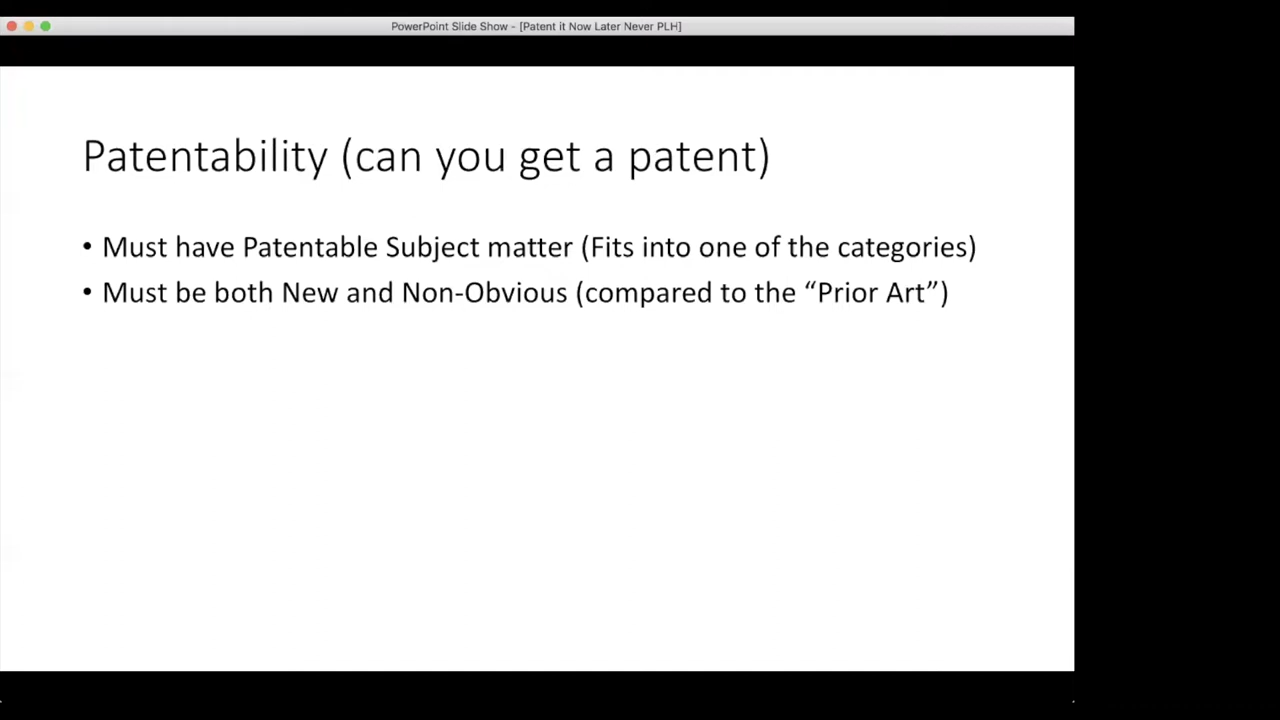 PowerPoint Slide Show - [Patent it Now Later Never PLH]
Patentability (can you get a patent)
• Must have Patentable Subject matter (Fits into one of the categories)
• Must be both New and Non-Obvious (compared to the “Prior Art”)